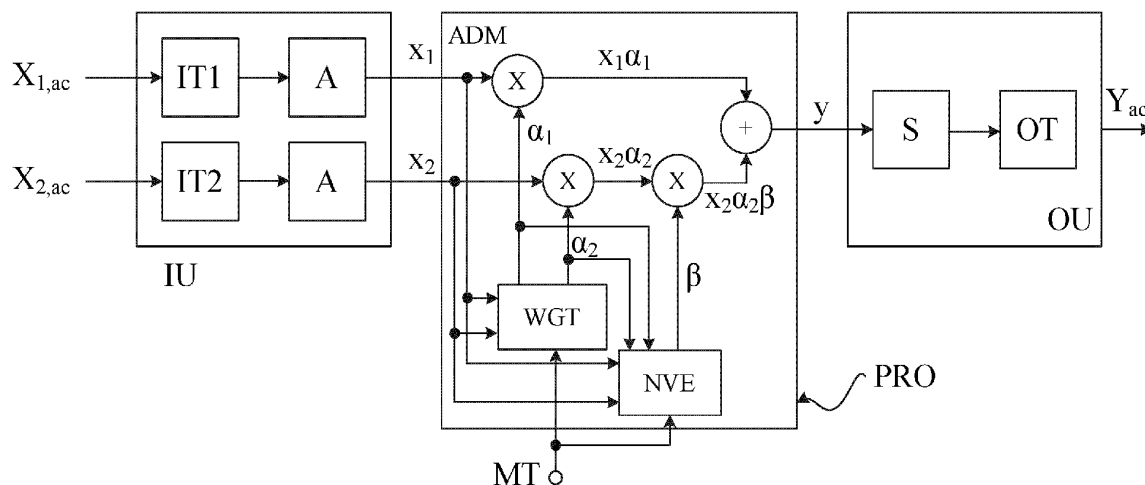 ADM
X1,ac
IT1
A
x1
X
x1α1
+
y
S
OT
Yac
α1
X2,ac
IT2
A
x2
X
x2α2
X
x2α2β
OU
IU
α2
β
WGT
NVE
PRO
MT